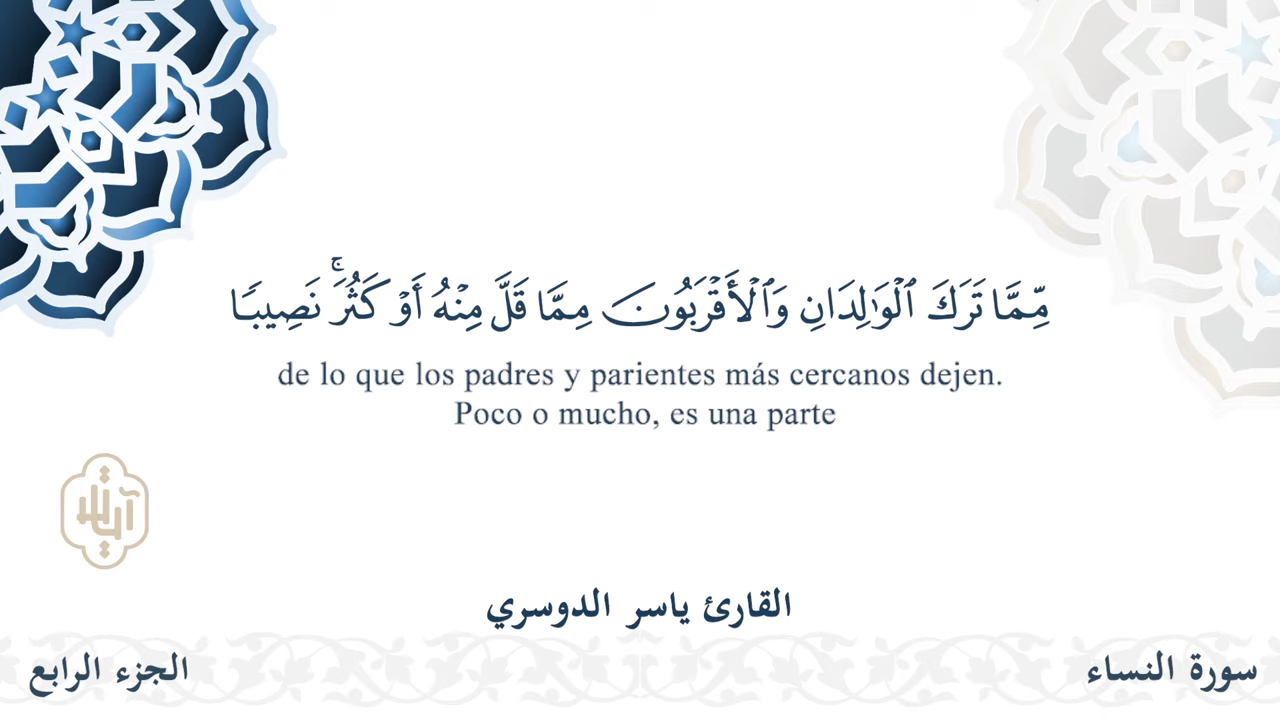 مِّمَّا تَرَكَ ٱلْوَٰلِدَانِ وَٱلْأَقْرَبُونَ مِمَّا قَلَّ مِنْهُ أَوْ كَثُرَ ۚ نَصِيبًا
de lo que los padres y parientes más cercanos dejen.
Poco o mucho, es una parte
القارئ ياسر الدوسري
سورة النساء
الجزء الرابع